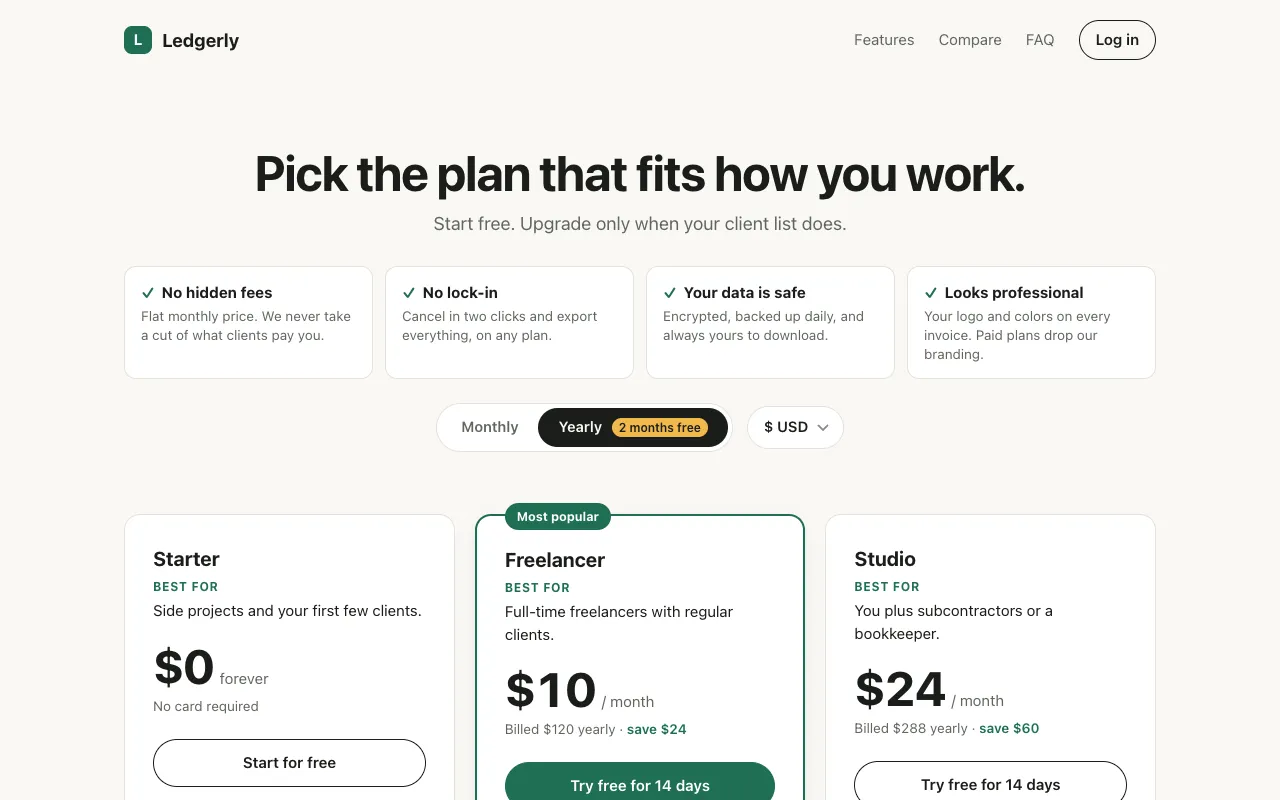 L Ledgerly
Features Compare FAQ Log in
Pick the plan that fits how you work.
Start free. Upgrade only when your client list does.
No hidden fees
Flat monthly price. We never take
a cut of what clients pay you.
No lock-in
Cancel in two clicks and export
everything, on any plan.
Your data is safe
Encrypted, backed up daily, and
always yours to download.
Looks professional
Your logo and colors on every
invoice. Paid plans drop our
branding.
Monthly Yearly 2 months free $ USD
Starter
BEST FOR
Side projects and your first few clients.
$0 forever
No card required
Start for free
Most popular
Freelancer
BEST FOR
Full-time freelancers with regular
clients.
$10 / month
Billed $120 yearly · save $24
Try free for 14 days
Studio
BEST FOR
You plus subcontractors or a
bookkeeper.
$24 / month
Billed $288 yearly · save $60
Try free for 14 days